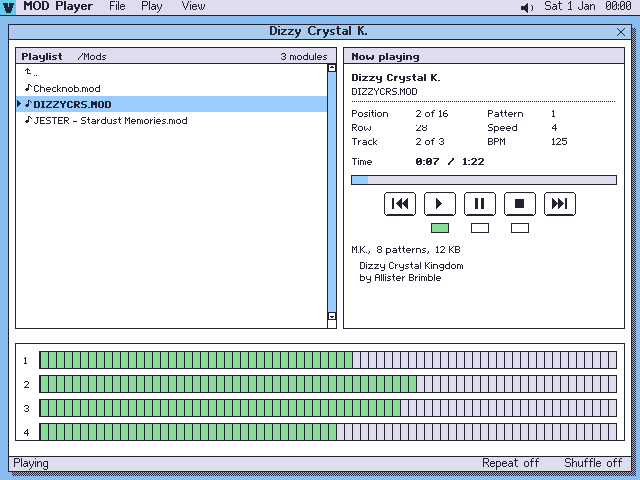 MOD Player File Play View Sat 1 Jan 00:00
Dizzy Crystal K.
Playlist /Mods 3 modules
..
Checknob.mod
DIZZYCRS.MOD
JESTER - Stardust Memories.mod
Now playing
Dizzy Crystal K.
DIZZYCRS.MOD
Position 2 of 16 Pattern 1
Row 28 Speed 4
Track 2 of 3 BPM 125
Time 0:07 / 1:22
M.K., 8 patterns, 12 KB
Dizzy Crystal Kingdom
by Allister Brimble
1
2
3
4
Playing Repeat off Shuffle off